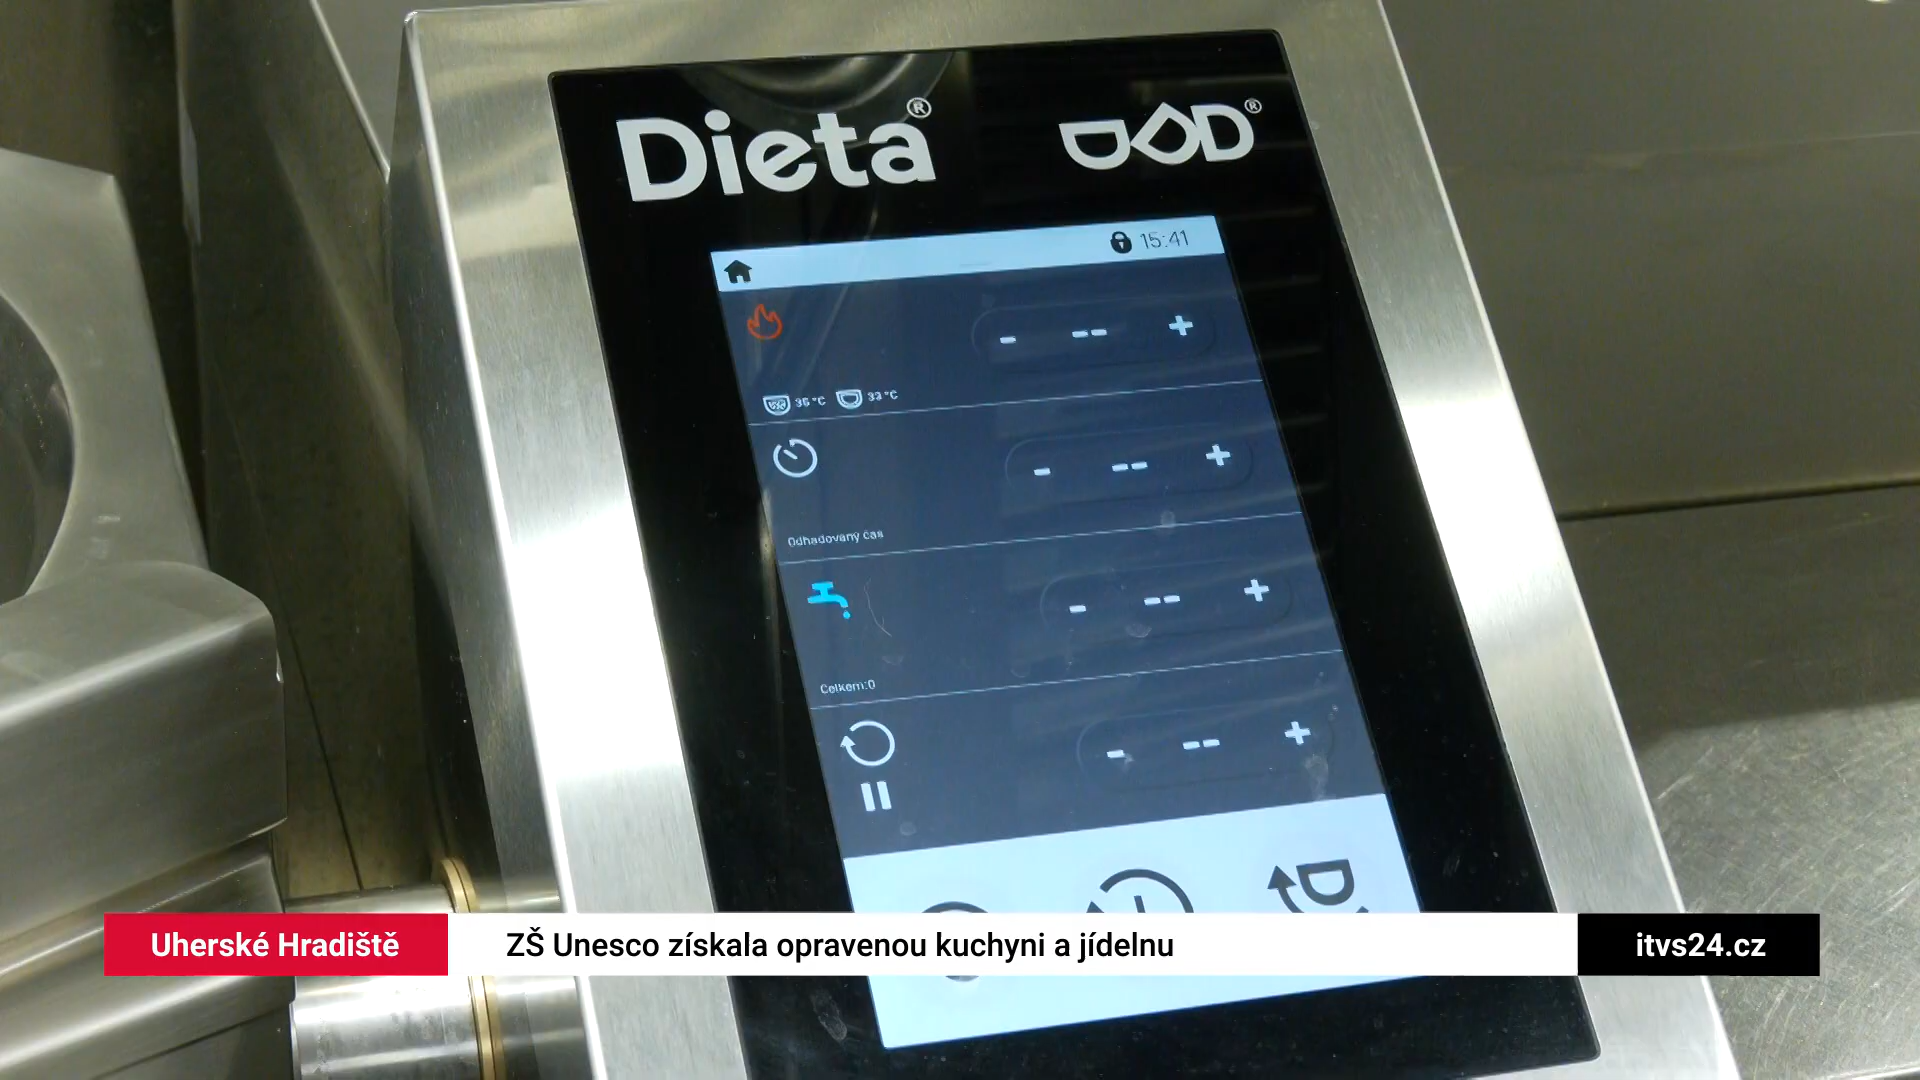 Dieta®
®
15:41
- -- +
35 °C 33 °C
- -- +
Odhadovaný čas
- -- +
Celkem:0
- -- +
Uherské Hradiště
ZŠ Unesco získala opravenou kuchyni a jídelnu
itvs24.cz